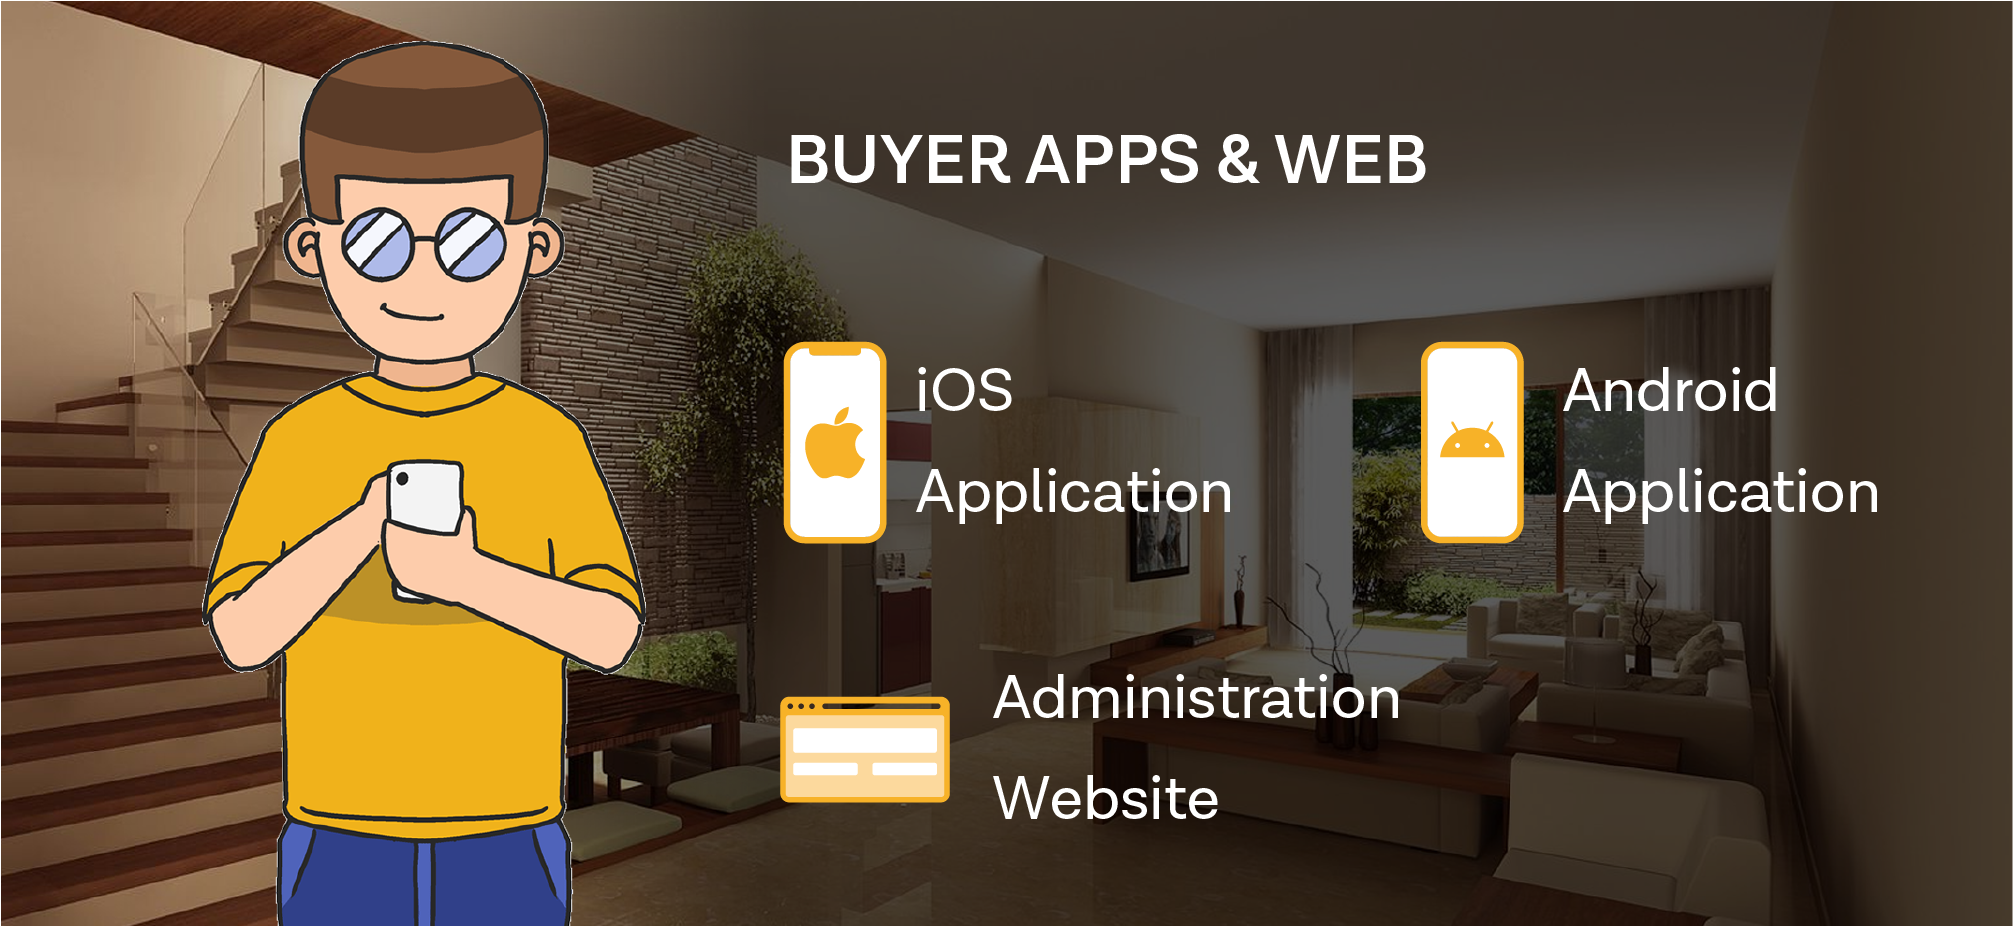 BUYER APPS & WEB
iOS
Application
Android
Application
Administration
Website